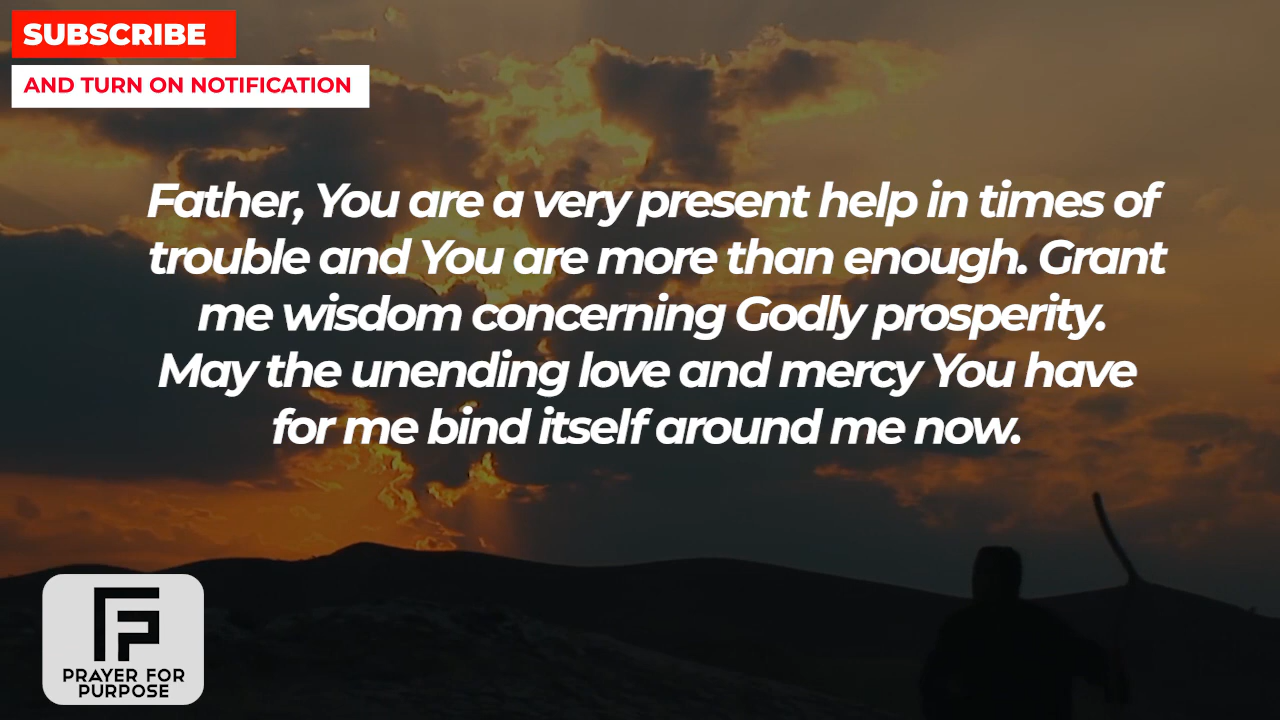 SUBSCRIBE
AND TURN ON NOTIFICATION
Father, You are a very present help in times of
trouble and You are more than enough. Grant
me wisdom concerning Godly prosperity.
May the unending love and mercy You have
for me bind itself around me now.
PRAYER FOR
PURPOSE